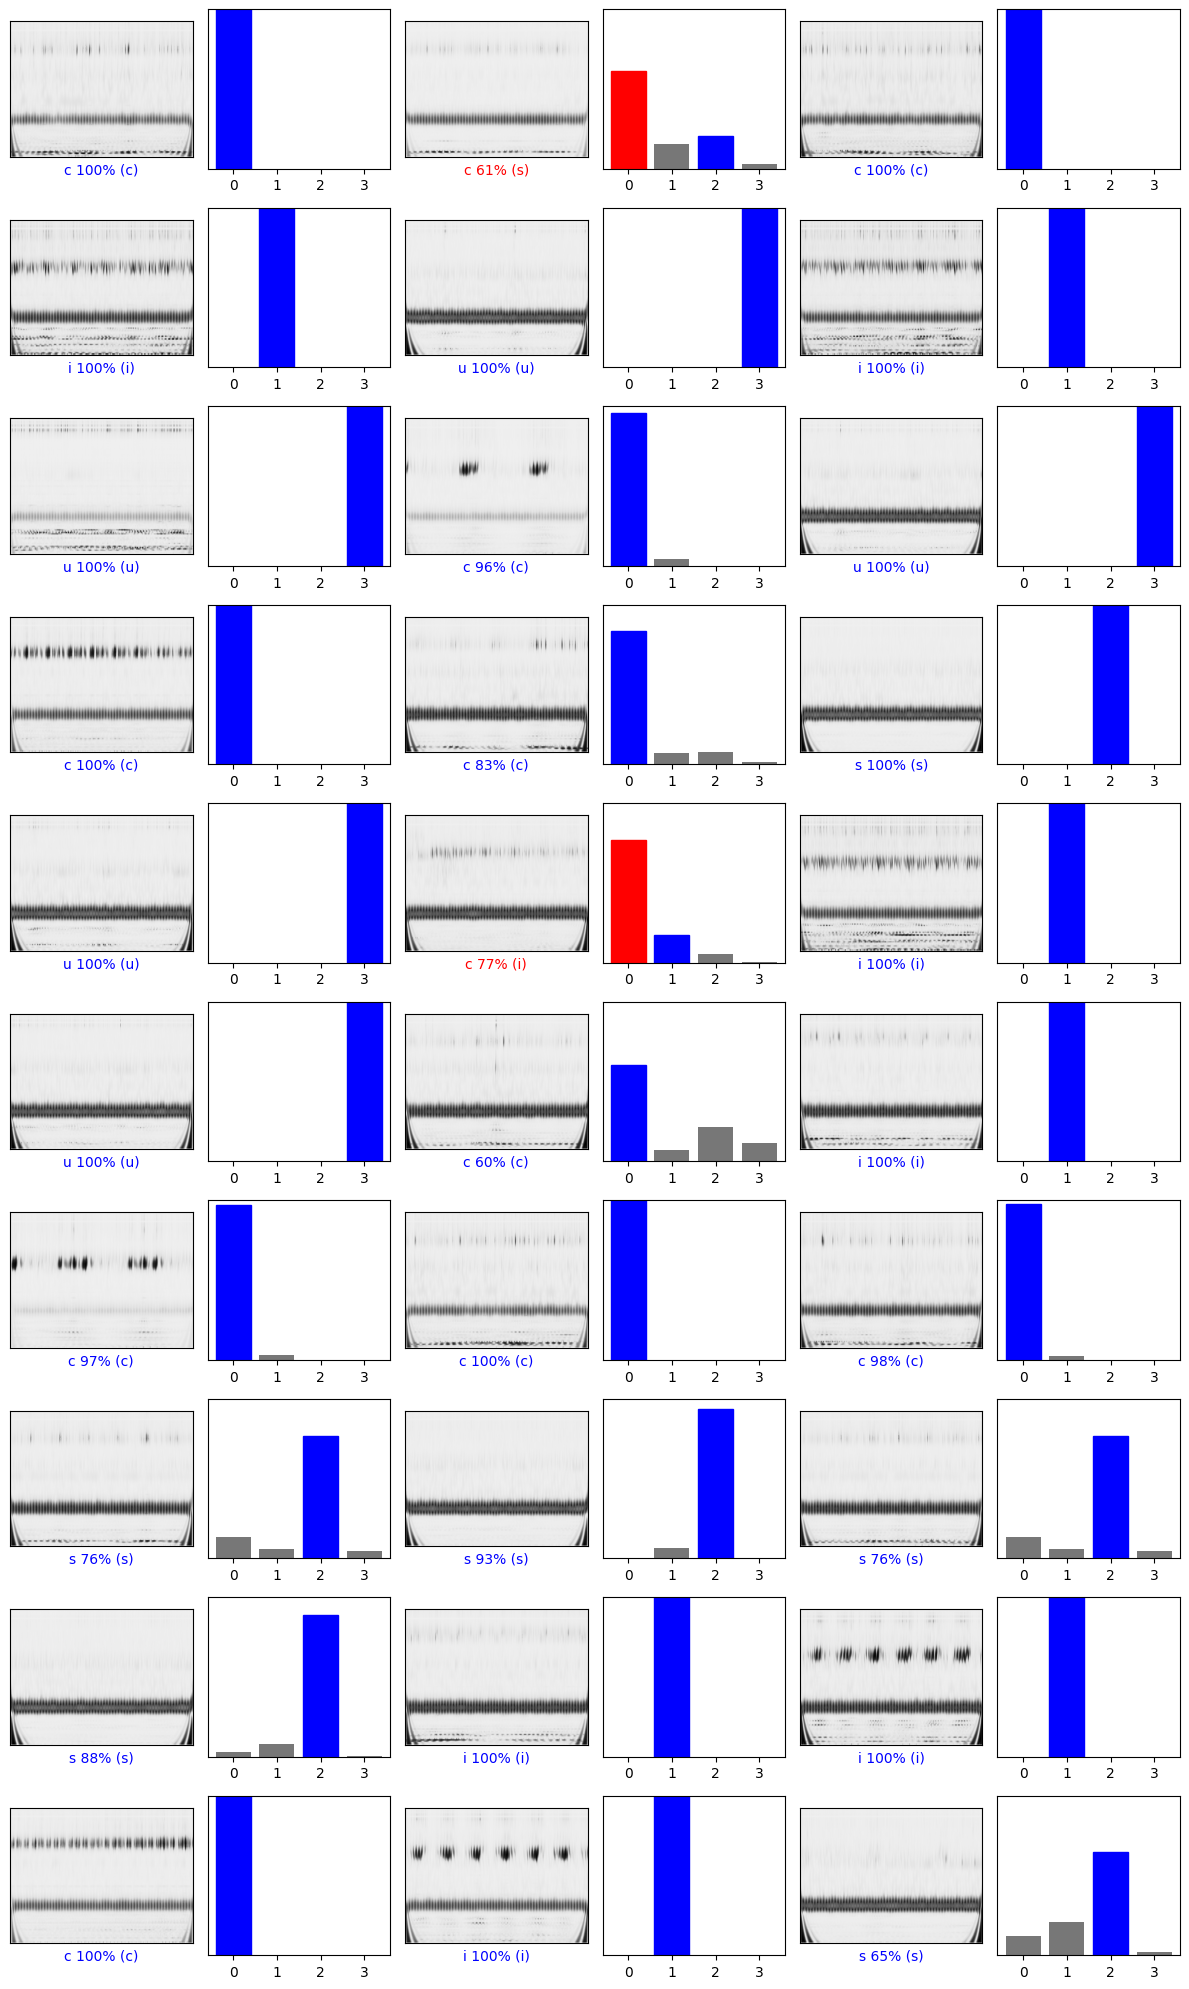 0 1 2 3 0 1 2 3 0 1 2 3
c 100% (c) c 61% (s) c 100% (c)
0 1 2 3 0 1 2 3 0 1 2 3
i 100% (i) u 100% (u) i 100% (i)
0 1 2 3 0 1 2 3 0 1 2 3
u 100% (u) c 96% (c) u 100% (u)
0 1 2 3 0 1 2 3 0 1 2 3
c 100% (c) c 83% (c) s 100% (s)
0 1 2 3 0 1 2 3 0 1 2 3
u 100% (u) c 77% (i) i 100% (i)
0 1 2 3 0 1 2 3 0 1 2 3
u 100% (u) c 60% (c) i 100% (i)
0 1 2 3 0 1 2 3 0 1 2 3
c 97% (c) c 100% (c) c 98% (c)
0 1 2 3 0 1 2 3 0 1 2 3
s 76% (s) s 93% (s) s 76% (s)
0 1 2 3 0 1 2 3 0 1 2 3
s 88% (s) i 100% (i) i 100% (i)
0 1 2 3 0 1 2 3 0 1 2 3
c 100% (c) i 100% (i) s 65% (s)